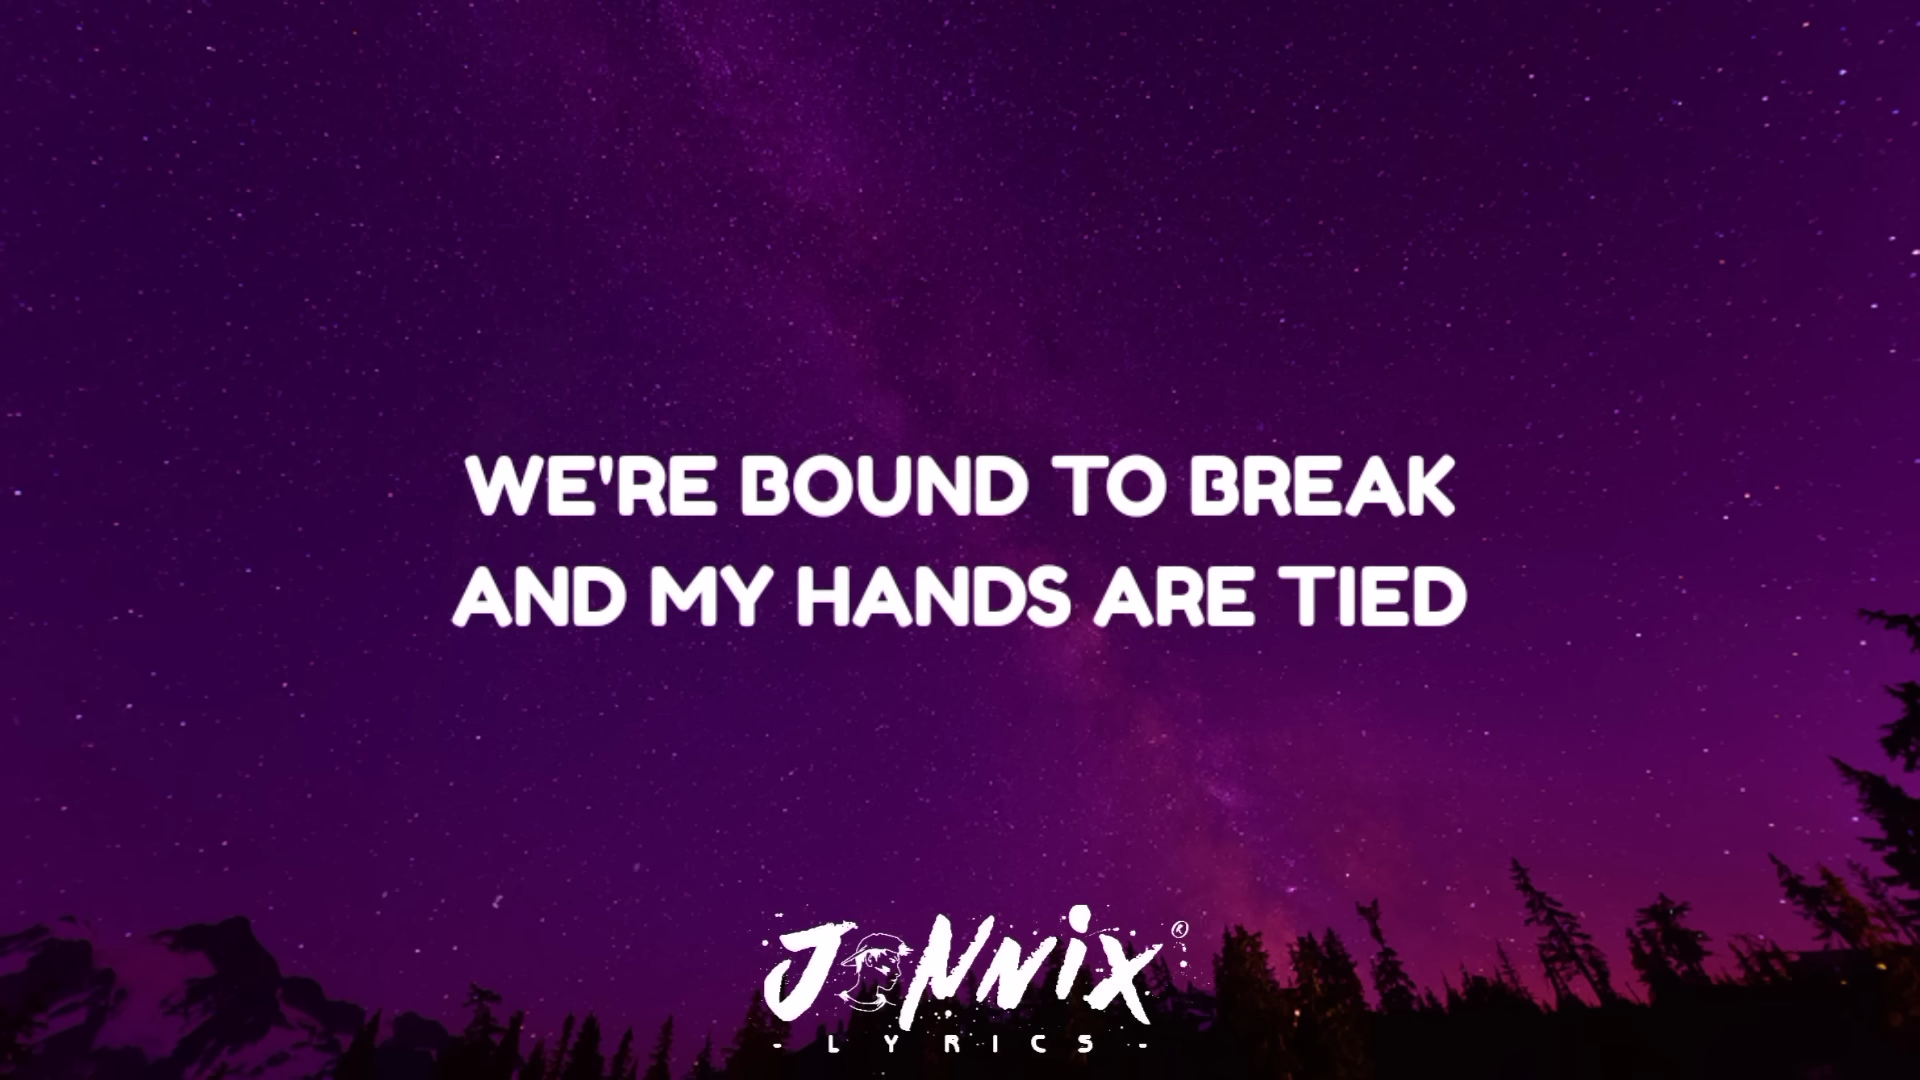 WE'RE BOUND TO BREAK
AND MY HANDS ARE TIED
JONNIX®
- LYRICS -